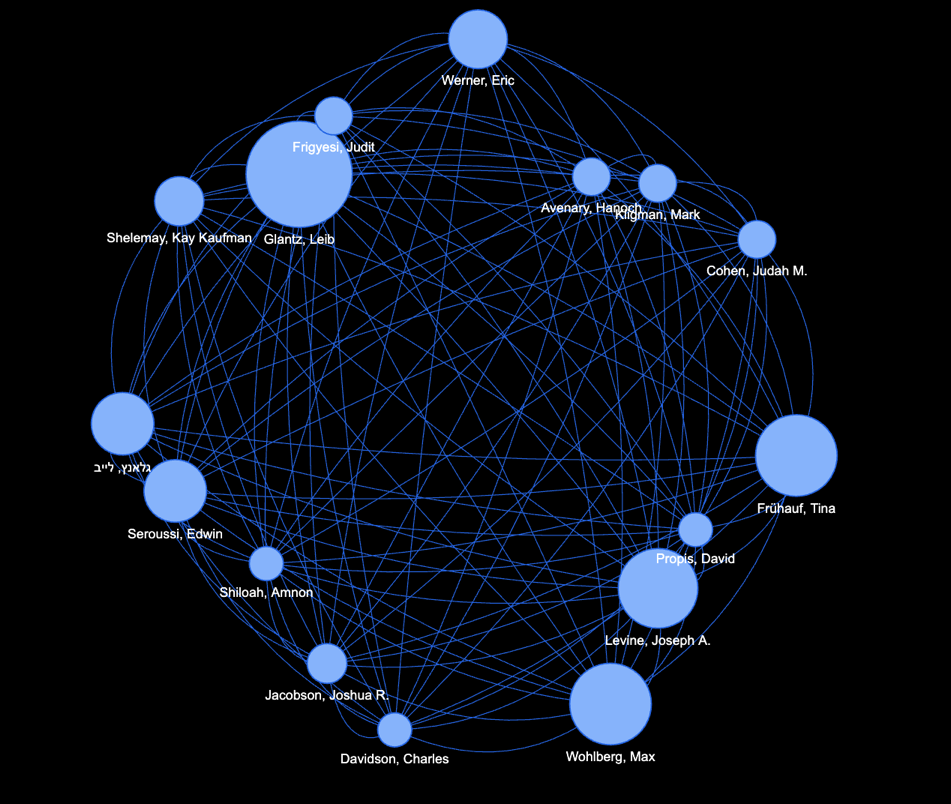 Werner, Eric
Frigyesi, Judit
Avenary, Hanoch
Kligman, Mark
Shelemay, Kay Kaufman
Glantz, Leib
Cohen, Judah M.
גלאנץ, לייב
Frühauf, Tina
Seroussi, Edwin
Propis, David
Shiloah, Amnon
Levine, Joseph A.
Jacobson, Joshua R.
Davidson, Charles
Wohlberg, Max